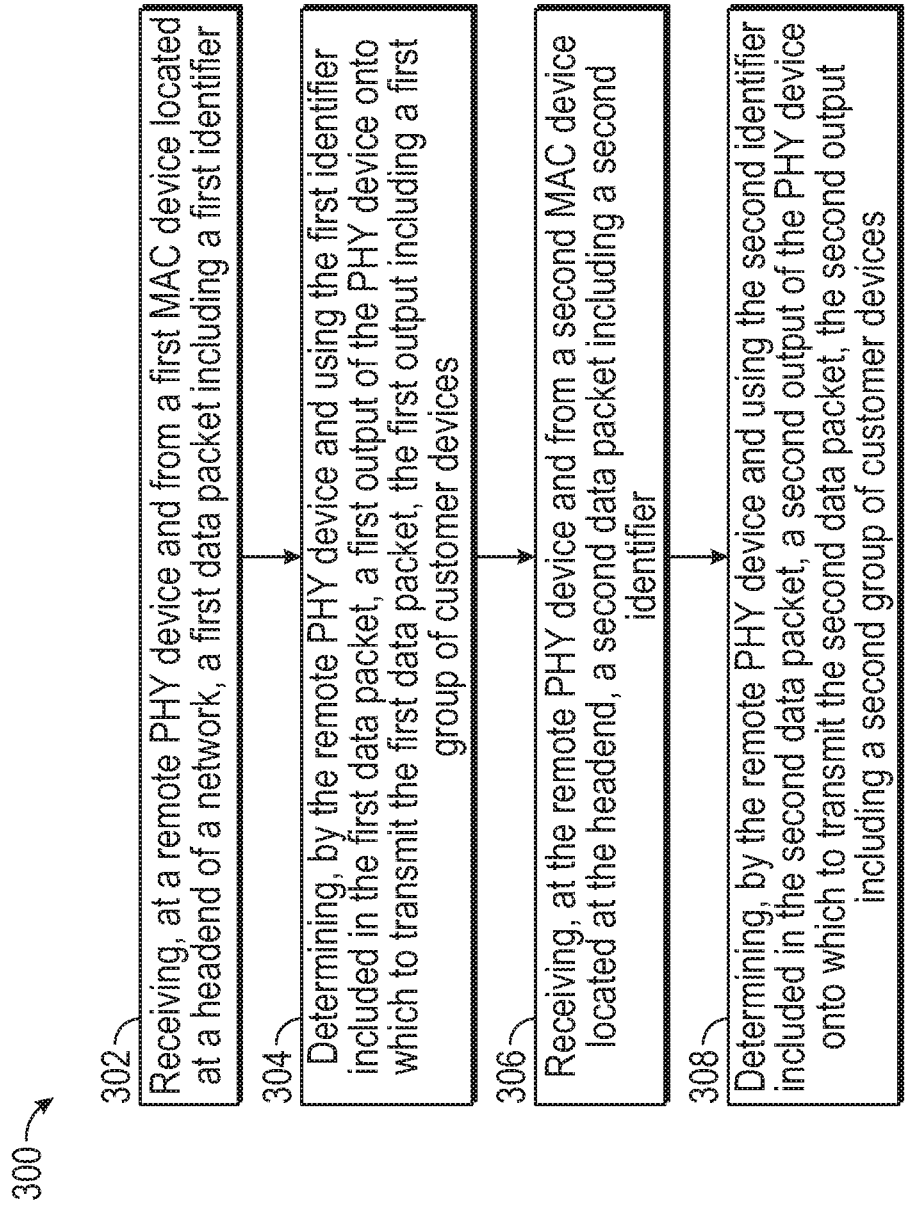 300
302
Receiving, at a remote PHY device and from a first MAC device located
at a headend of a network, a first data packet including a first identifier
304
Determining, by the remote PHY device and using the first identifier
included in the first data packet, a first output of the PHY device onto
which to transmit the first data packet, the first output including a first
group of customer devices
306
Receiving, at the remote PHY device and from a second MAC device
located at the headend, a second data packet including a second
identifier
308
Determining, by the remote PHY device and using the second identifier
included in the second data packet, a second output of the PHY device
onto which to transmit the second data packet, the second output
including a second group of customer devices